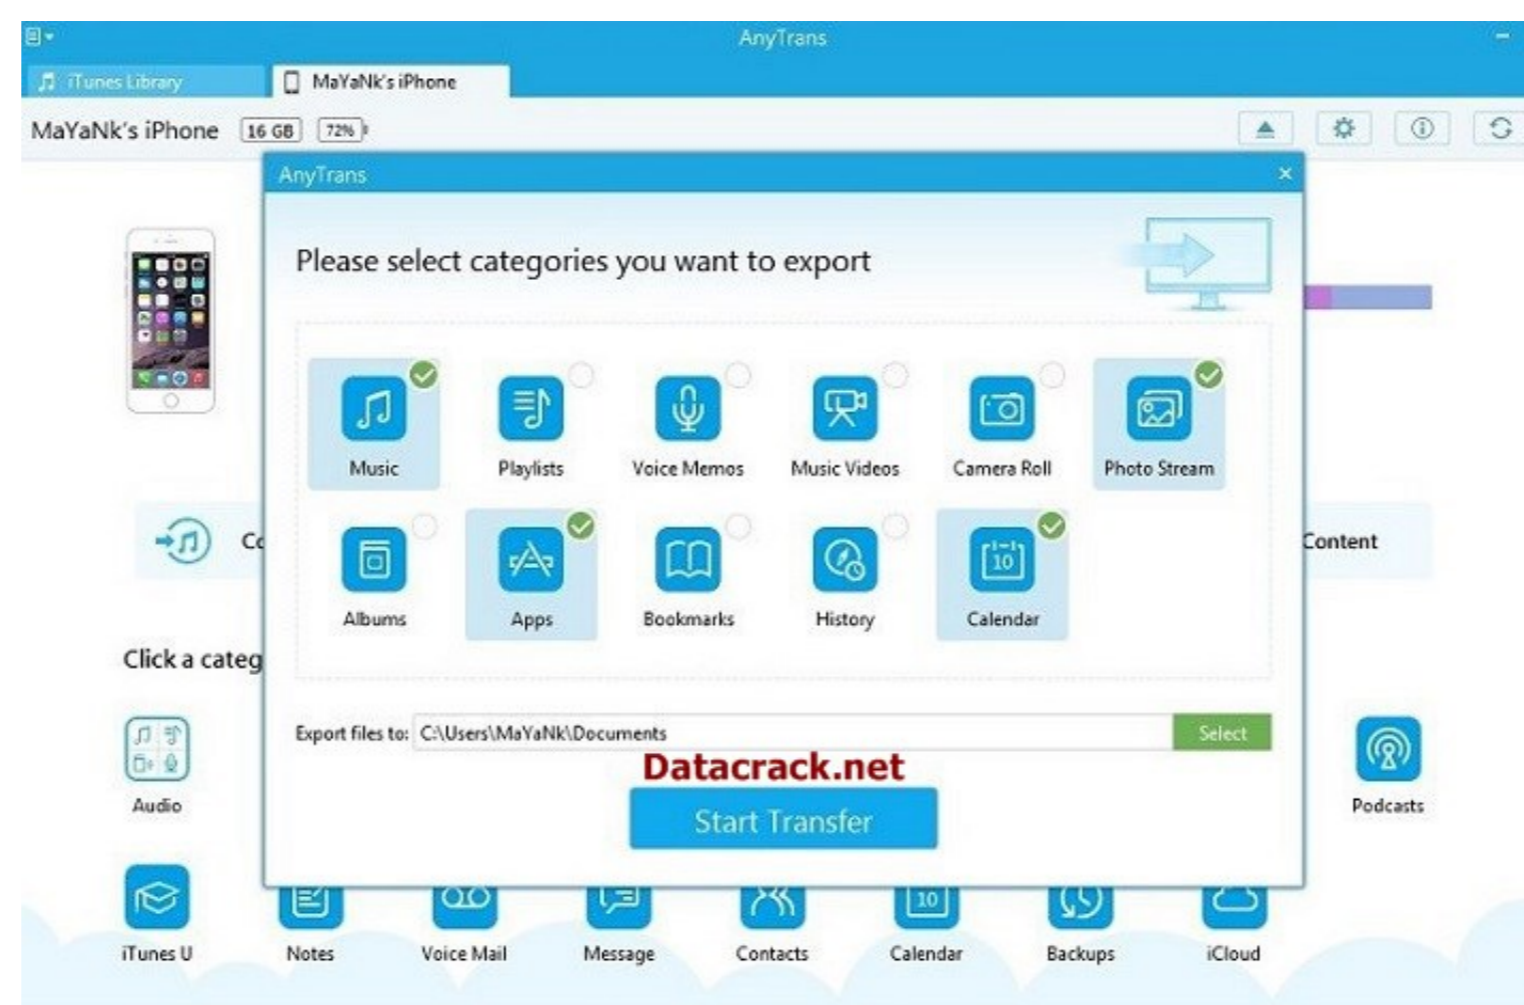 AnyTrans
iTunes Library
MaYaNk's iPhone
MaYaNk's iPhone 16 GB 72%
AnyTrans
Please select categories you want to export
Music Playlists Voice Memos Music Videos Camera Roll Photo Stream
Content
Albums Apps Bookmarks History Calendar
10
Click a categ
Export files to: C:\Users\MaYaNk\Documents Select
Datacrack.net
Start Transfer
Audio Podcasts
10
iTunes U Notes Voice Mail Message Contacts Calendar Backups iCloud